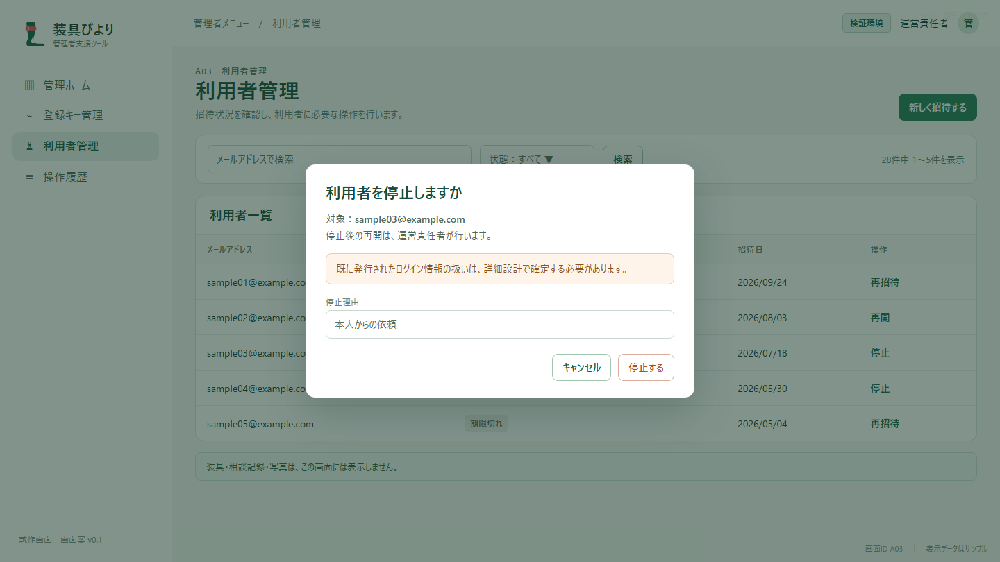 装具びより
管理者支援ツール
管理ホーム
登録キー管理
利用者管理
操作履歴
試作画面 画面案 v0.1
管理者メニュー / 利用者管理
検証環境 運営責任者 管
A03 利用者管理
利用者管理
招待状況を確認し、利用者に必要な操作を行います。
新しく招待する
メールアドレスで検索 状態：すべて ▼ 検索 28件中 1〜5件を表示
利用者一覧
メールアドレス 招待日 操作
sample01@example.co 2026/09/24 再招待
sample02@example.co 2026/08/03 再開
sample03@example.co 2026/07/18 停止
sample04@example.co 2026/05/30 停止
sample05@example.com 期限切れ — 2026/05/04 再招待
装具・相談記録・写真は、この画面には表示しません。
利用者を停止しますか
対象：sample03@example.com
停止後の再開は、運営責任者が行います。
既に発行されたログイン情報の扱いは、詳細設計で確定する必要があります。
停止理由
本人からの依頼
キャンセル 停止する
画面ID A03 | 表示データはサンプル